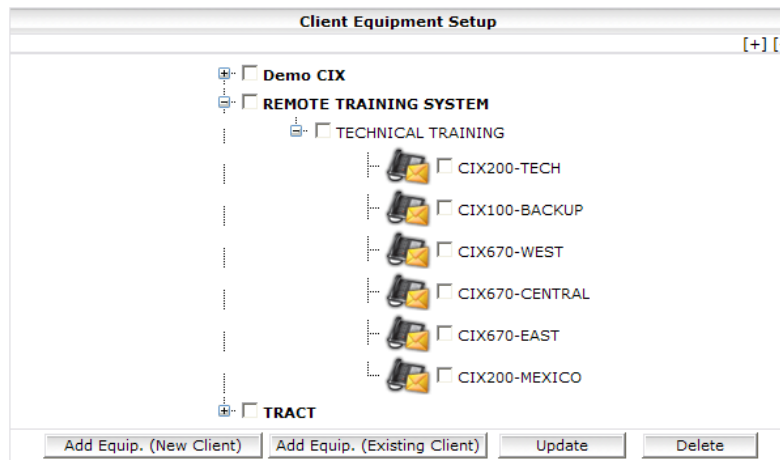 Client Equipment Setup
[+] [
Demo CIX
REMOTE TRAINING SYSTEM
TECHNICAL TRAINING
CIX200-TECH
CIX100-BACKUP
CIX670-WEST
CIX670-CENTRAL
CIX670-EAST
CIX200-MEXICO
TRACT
Add Equip. (New Client) Add Equip. (Existing Client) Update Delete